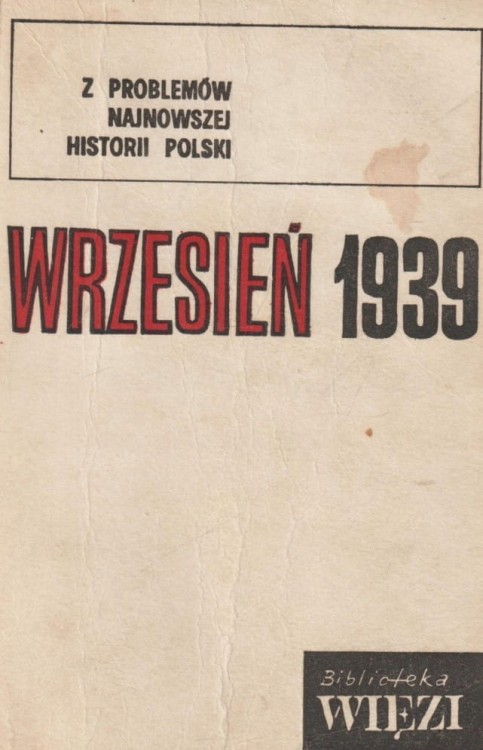 Z PROBLEMÓW
NAJNOWSZEJ
HISTORII POLSKI
WRZESIEŃ 1939
Biblioteka
WIĘZI